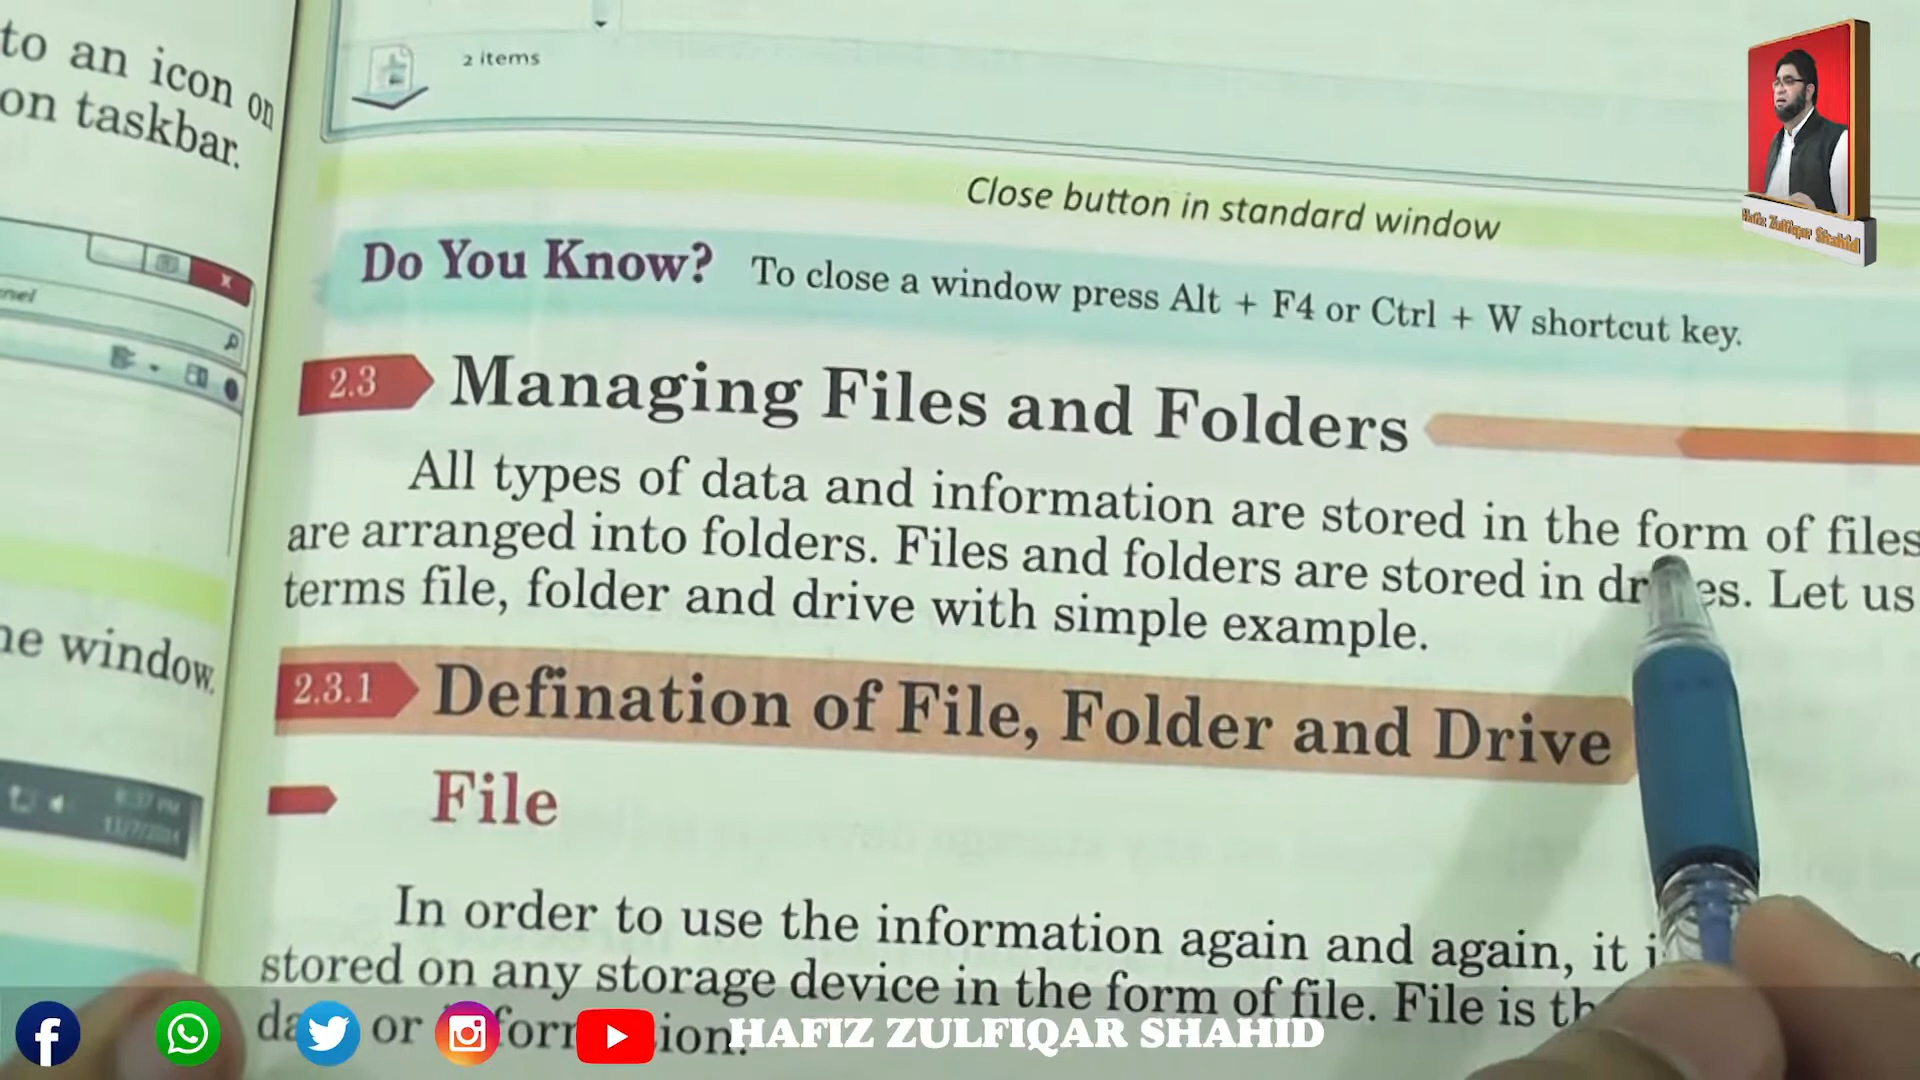 to an icon on
on taskbar.
he window.
2 items
Close button in standard window
Do You Know? To close a window press Alt + F4 or Ctrl + W shortcut key.
2.3 Managing Files and Folders
All types of data and information are stored in the form of files
are arranged into folders. Files and folders are stored in dr es. Let us
terms file, folder and drive with simple example.
2.3.1 Defination of File, Folder and Drive
File
In order to use the information again and again, it i
stored on any storage device in the form of file. File is th
or
Hafiz Zulfiqar Shahid
HAFIZ ZULFIQAR SHAHID